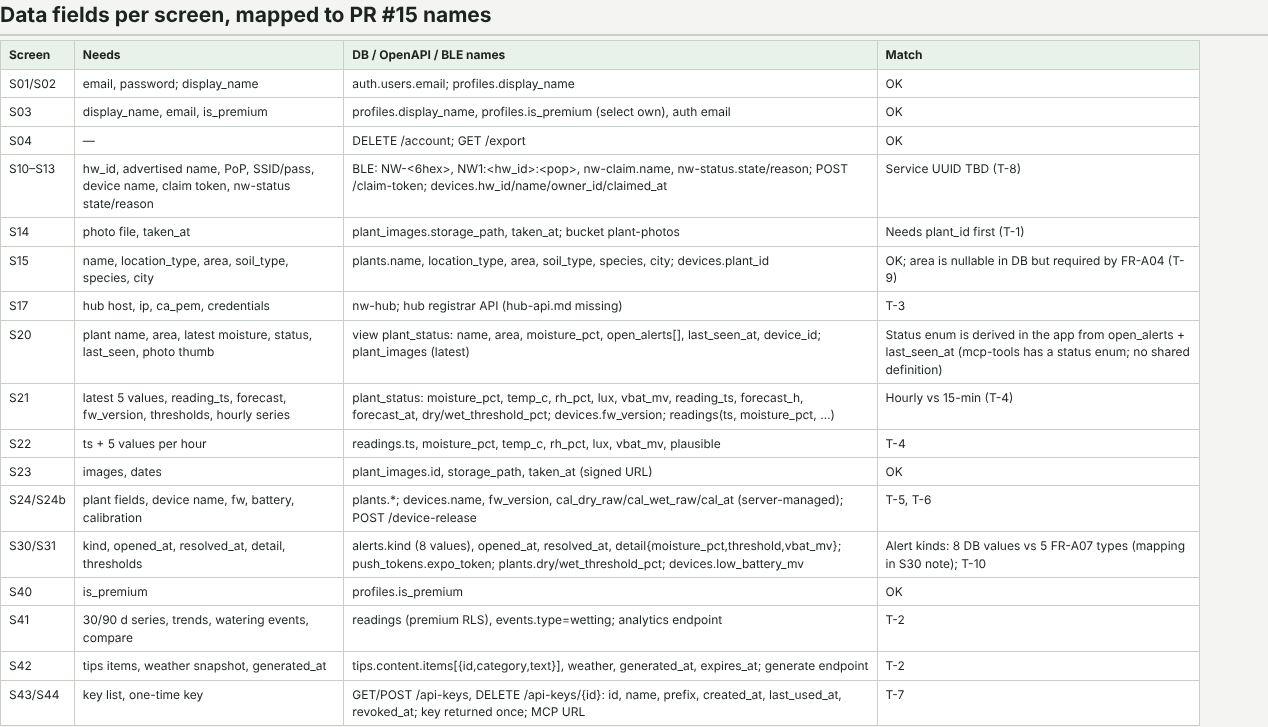 Data fields per screen, mapped to PR #15 names
Screen Needs DB / OpenAPI / BLE names Match
S01/S02 email, password; display_name auth.users.email; profiles.display_name OK
S03 display_name, email, is_premium profiles.display_name, profiles.is_premium (select own), auth email OK
S04 — DELETE /account; GET /export OK
S10–S13 hw_id, advertised name, PoP, SSID/pass, BLE: NW-<6hex>, NW1:<hw_id>:<pop>, nw-claim.name, nw-status.state/reason; POST Service UUID TBD (T-8)
device name, claim token, nw-status /claim-token; devices.hw_id/name/owner_id/claimed_at
state/reason
S14 photo file, taken_at plant_images.storage_path, taken_at; bucket plant-photos Needs plant_id first (T-1)
S15 name, location_type, area, soil_type, plants.name, location_type, area, soil_type, species, city; devices.plant_id OK; area is nullable in DB but required by FR-A04 (T-
species, city 9)
S17 hub host, ip, ca_pem, credentials nw-hub; hub registrar API (hub-api.md missing) T-3
S20 plant name, area, latest moisture, status, view plant_status: name, area, moisture_pct, open_alerts[], last_seen_at, device_id; Status enum is derived in the app from open_alerts +
last_seen, photo thumb plant_images (latest) last_seen_at (mcp-tools has a status enum; no shared
definition)
S21 latest 5 values, reading_ts, forecast, plant_status: moisture_pct, temp_c, rh_pct, lux, vbat_mv, reading_ts, forecast_h, Hourly vs 15-min (T-4)
fw_version, thresholds, hourly series forecast_at, dry/wet_threshold_pct; devices.fw_version; readings(ts, moisture_pct, …)
S22 ts + 5 values per hour readings.ts, moisture_pct, temp_c, rh_pct, lux, vbat_mv, plausible T-4
S23 images, dates plant_images.id, storage_path, taken_at (signed URL) OK
S24/S24b plant fields, device name, fw, battery, plants.*; devices.name, fw_version, cal_dry_raw/cal_wet_raw/cal_at (server-managed); T-5, T-6
calibration POST /device-release
S30/S31 kind, opened_at, resolved_at, detail, alerts.kind (8 values), opened_at, resolved_at, detail{moisture_pct,threshold,vbat_mv}; Alert kinds: 8 DB values vs 5 FR-A07 types (mapping
thresholds push_tokens.expo_token; plants.dry/wet_threshold_pct; devices.low_battery_mv in S30 note); T-10
S40 is_premium profiles.is_premium OK
S41 30/90 d series, trends, watering events, readings (premium RLS), events.type=wetting; analytics endpoint T-2
compare
S42 tips items, weather snapshot, generated_at tips.content.items[{id,category,text}], weather, generated_at, expires_at; generate endpoint T-2
S43/S44 key list, one-time key GET/POST /api-keys, DELETE /api-keys/{id}: id, name, prefix, created_at, last_used_at, T-7
revoked_at; key returned once; MCP URL